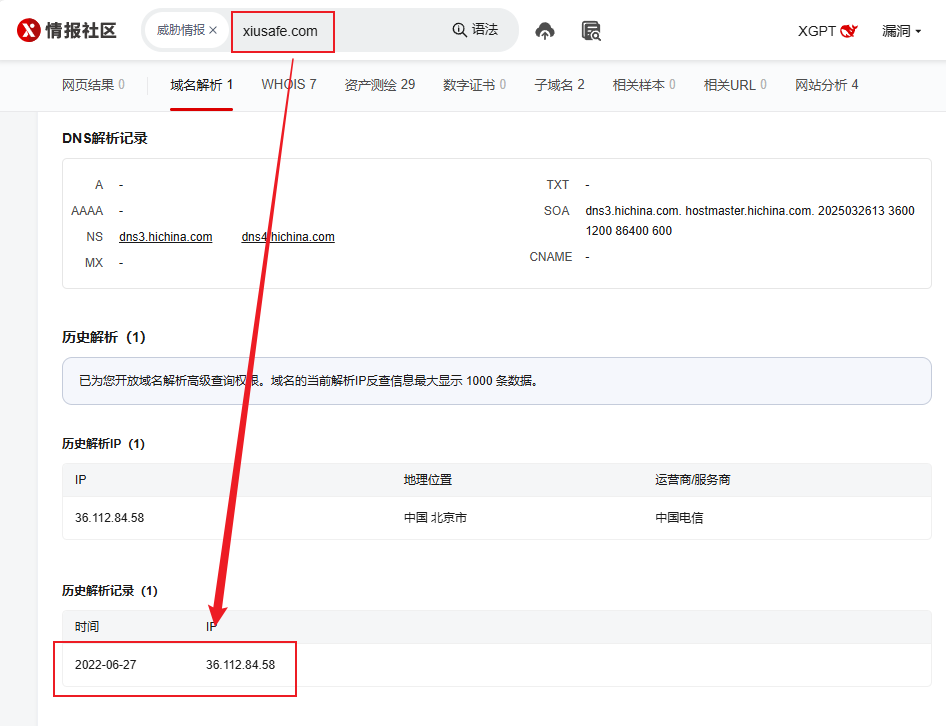 X 情报社区 威胁情报 × xiusafe.com 语法 XGPT 漏洞
网页结果 0 域名解析 1 WHOIS 7 资产测绘 29 数字证书 0 子域名 2 相关样本 0 相关URL 0 网站分析 4
DNS解析记录
A - TXT -
AAAA - SOA dns3.hichina.com. hostmaster.hichina.com. 2025032613 3600
1200 86400 600
NS dns3.hichina.com dns4.hichina.com
CNAME -
MX -
历史解析（1）
已为您开放域名解析高级查询权限。域名的当前解析IP反查信息最大显示 1000 条数据。
历史解析IP（1）
IP 地理位置 运营商/服务商
36.112.84.58 中国 北京市 中国电信
历史解析记录（1）
时间 IP
2022-06-27 36.112.84.58